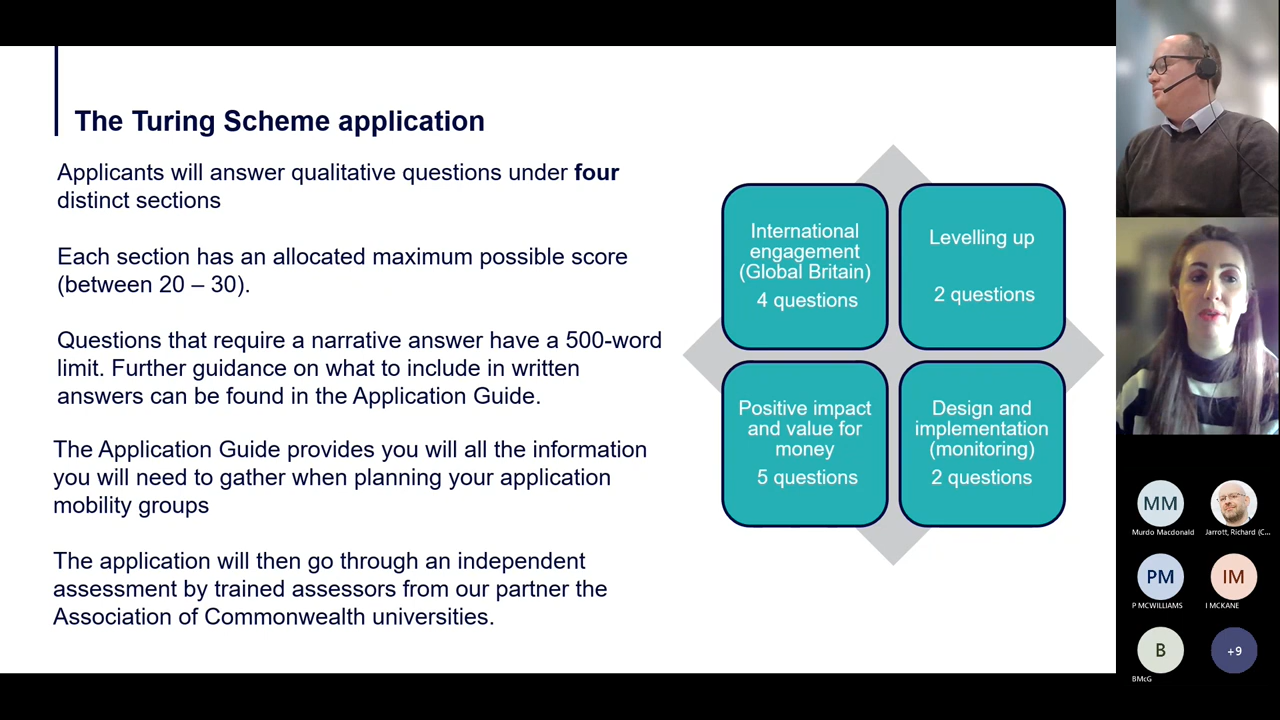 The Turing Scheme application
Applicants will answer qualitative questions under four
distinct sections
Each section has an allocated maximum possible score
(between 20 – 30).
Questions that require a narrative answer have a 500-word
limit. Further guidance on what to include in written
answers can be found in the Application Guide.
The Application Guide provides you will all the information
you will need to gather when planning your application
mobility groups
The application will then go through an independent
assessment by trained assessors from our partner the
Association of Commonwealth universities.
International
engagement
(Global Britain)
4 questions
Levelling up
2 questions
Positive impact
and value for
money
5 questions
Design and
implementation
(monitoring)
2 questions
MM
Murdo Macdonald
Jarrott, Richard (C...
PM
P MCWILLIAMS
IM
I MCKANE
B
BMcG
+9